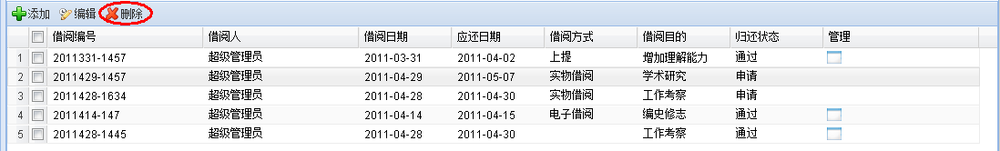 添加 编辑 删除
借阅编号 借阅人 借阅日期 应还日期 借阅方式 借阅目的 归还状态 管理
1 2011331-1457 超级管理员 2011-03-31 2011-04-02 上提 增加理解能力 通过
2 2011429-1457 超级管理员 2011-04-29 2011-05-07 实物借阅 学术研究 申请
3 2011428-1634 超级管理员 2011-04-28 2011-04-30 实物借阅 工作考察 申请
4 2011414-147 超级管理员 2011-04-14 2011-04-15 电子借阅 编史修志 通过
5 2011428-1445 超级管理员 2011-04-28 2011-04-30 工作考察 通过